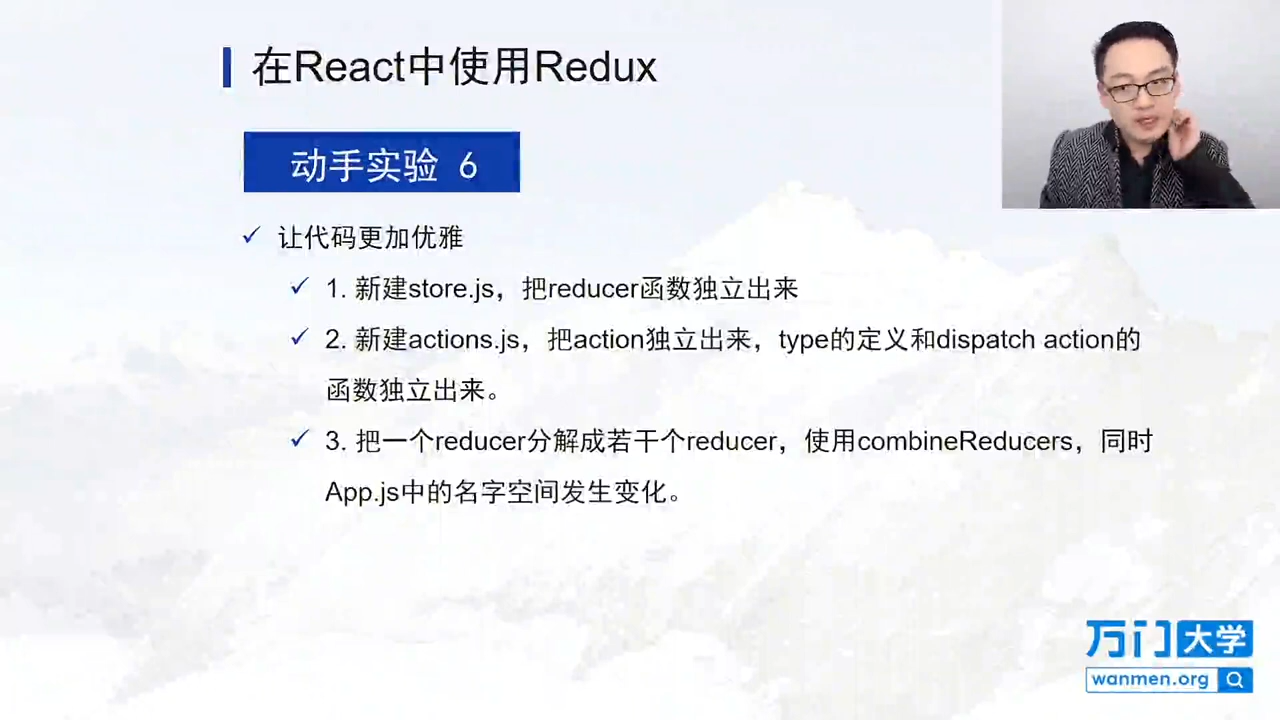 在React中使用Redux
动手实验 6
让代码更加优雅
1. 新建store.js，把reducer函数独立出来
2. 新建actions.js，把action独立出来，type的定义和dispatch action的
函数独立出来。
3. 把一个reducer分解成若干个reducer，使用combineReducers，同时
App.js中的名字空间发生变化。
万门大学
wanmen.org